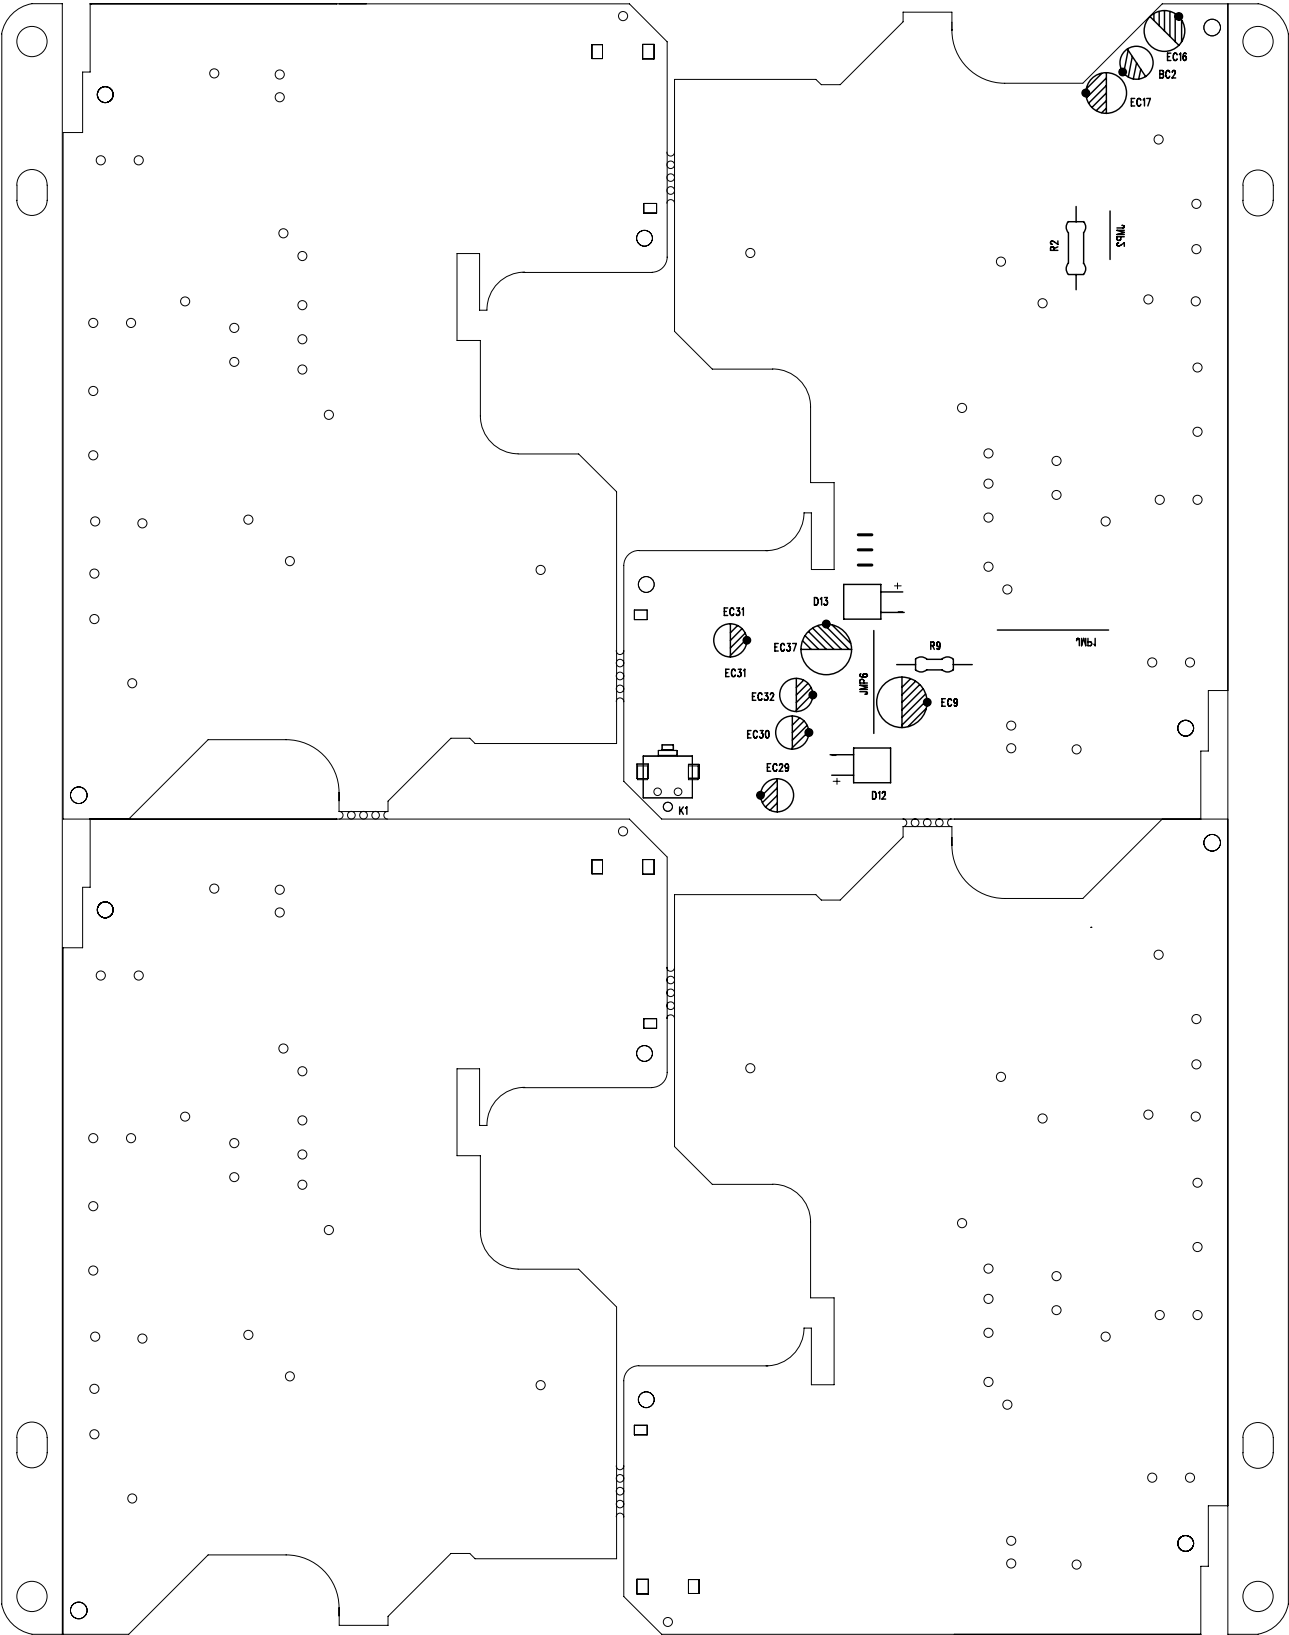 EC16
BC2
EC17
R2
JMP2
+
D13
EC31
EC37
JMP1
R9
EC31
JMP6
EC32
EC9
EC30
EC29
+
D12
K1